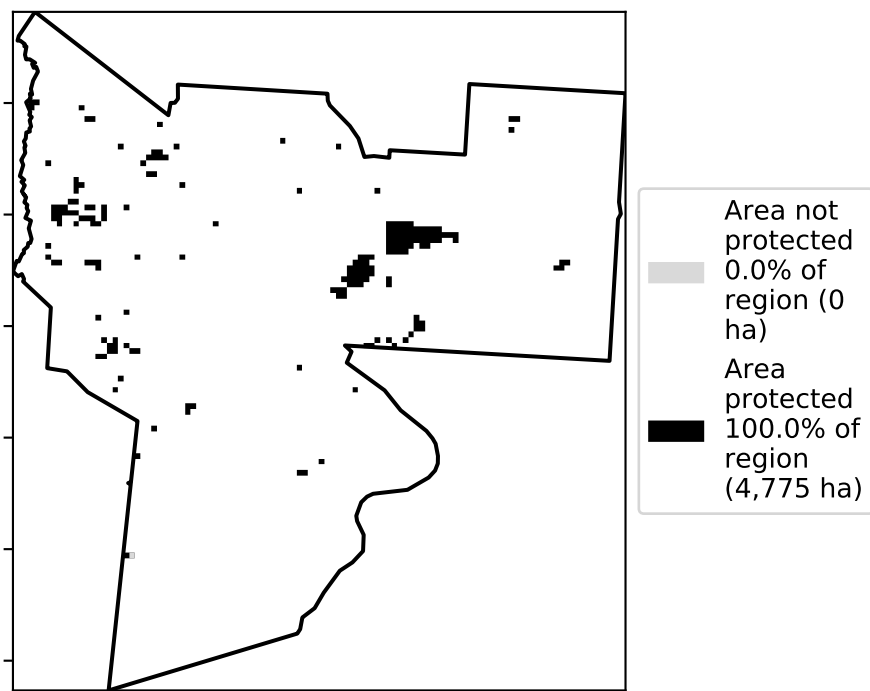 Area not
protected
0.0% of
region (0
ha)
Area
protected
100.0% of
region
(4,775 ha)